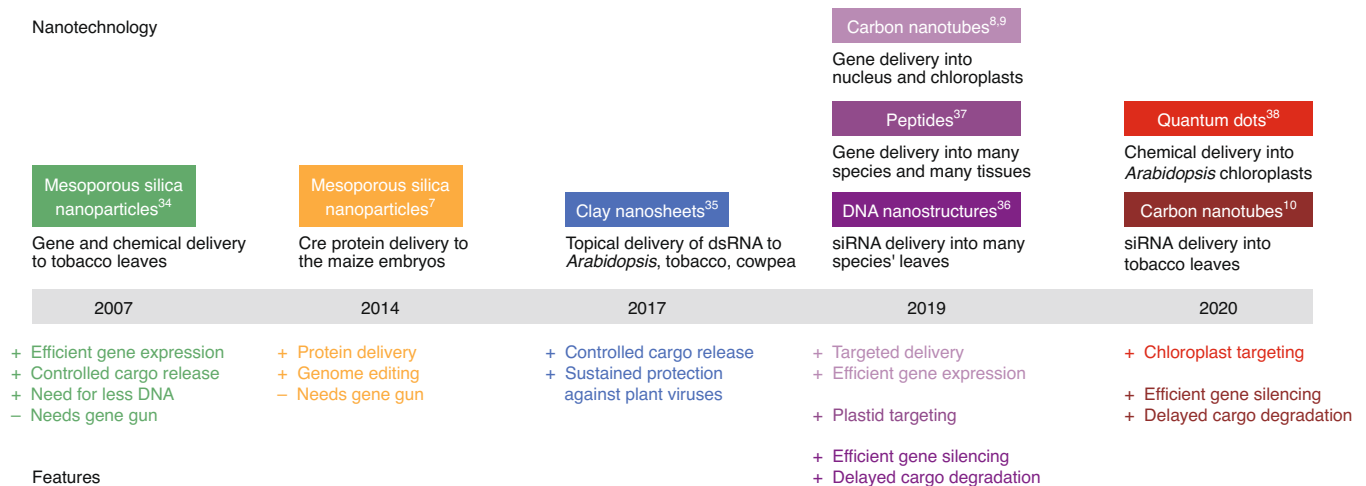 Nanotechnology
Carbon nanotubes8,9
Gene delivery into
nucleus and chloroplasts
Peptides37
Gene delivery into many
species and many tissues
Quantum dots38
Chemical delivery into
Arabidopsis chloroplasts
Mesoporous silica
nanoparticles34
Gene and chemical delivery
to tobacco leaves
Mesoporous silica
nanoparticles7
Cre protein delivery to
the maize embryos
Clay nanosheets35
Topical delivery of dsRNA to
Arabidopsis, tobacco, cowpea
DNA nanostructures36
siRNA delivery into many
species' leaves
Carbon nanotubes10
siRNA delivery into
tobacco leaves
2007
2014
2017
2019
2020
+ Efficient gene expression
+ Controlled cargo release
+ Need for less DNA
– Needs gene gun
+ Protein delivery
+ Genome editing
– Needs gene gun
+ Controlled cargo release
+ Sustained protection
against plant viruses
+ Targeted delivery
+ Efficient gene expression
+ Plastid targeting
+ Efficient gene silencing
+ Delayed cargo degradation
+ Chloroplast targeting
+ Efficient gene silencing
+ Delayed cargo degradation
Features